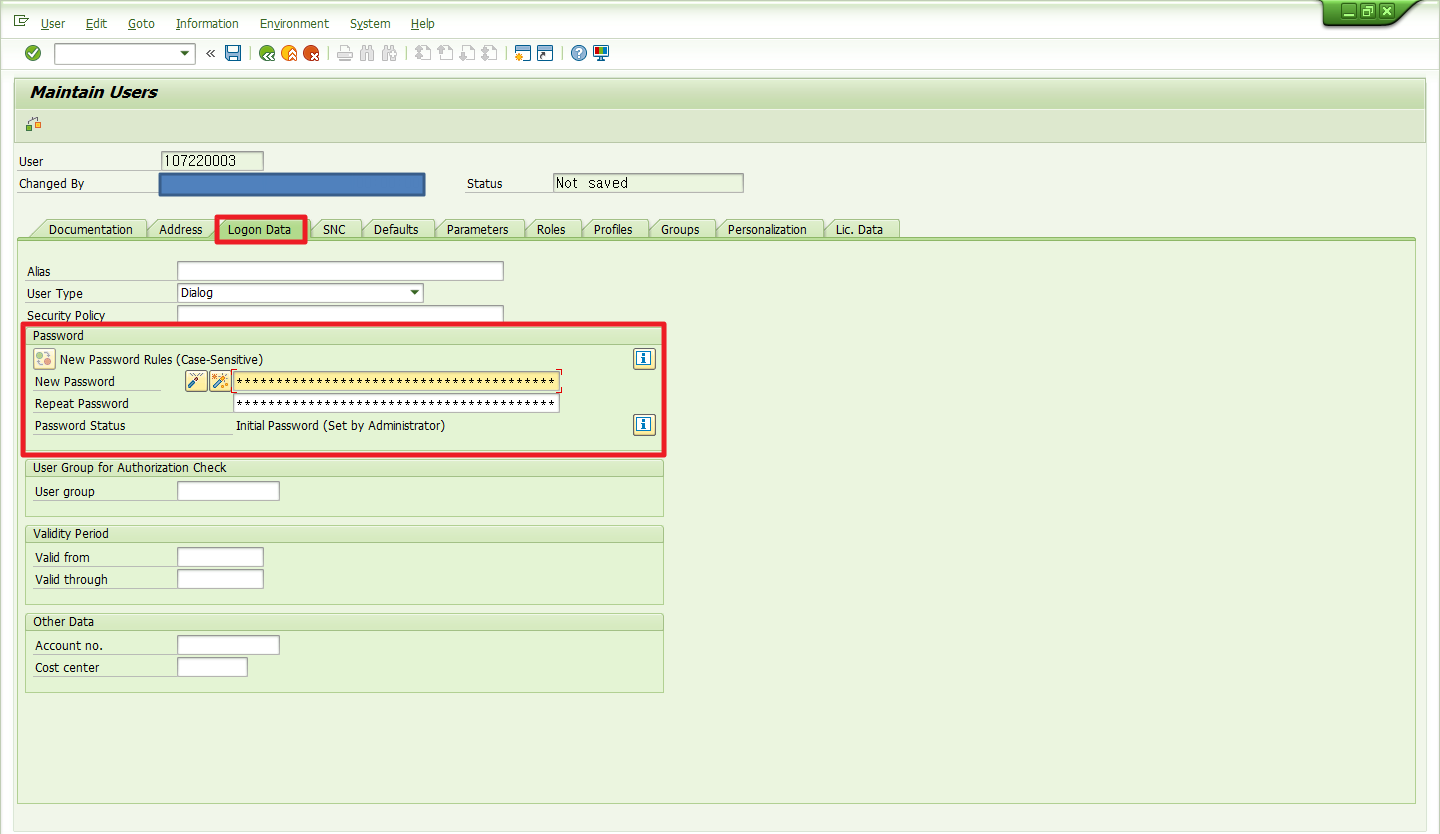 User Edit Goto Information Environment System Help
Maintain Users
User 107220003
Changed By Status Not saved
Documentation Address Logon Data SNC Defaults Parameters Roles Profiles Groups Personalization Lic. Data
Alias
User Type Dialog
Security Policy
Password
New Password Rules (Case-Sensitive)
New Password ****************************************
Repeat Password ****************************************
Password Status Initial Password (Set by Administrator)
User Group for Authorization Check
User group
Validity Period
Valid from
Valid through
Other Data
Account no.
Cost center